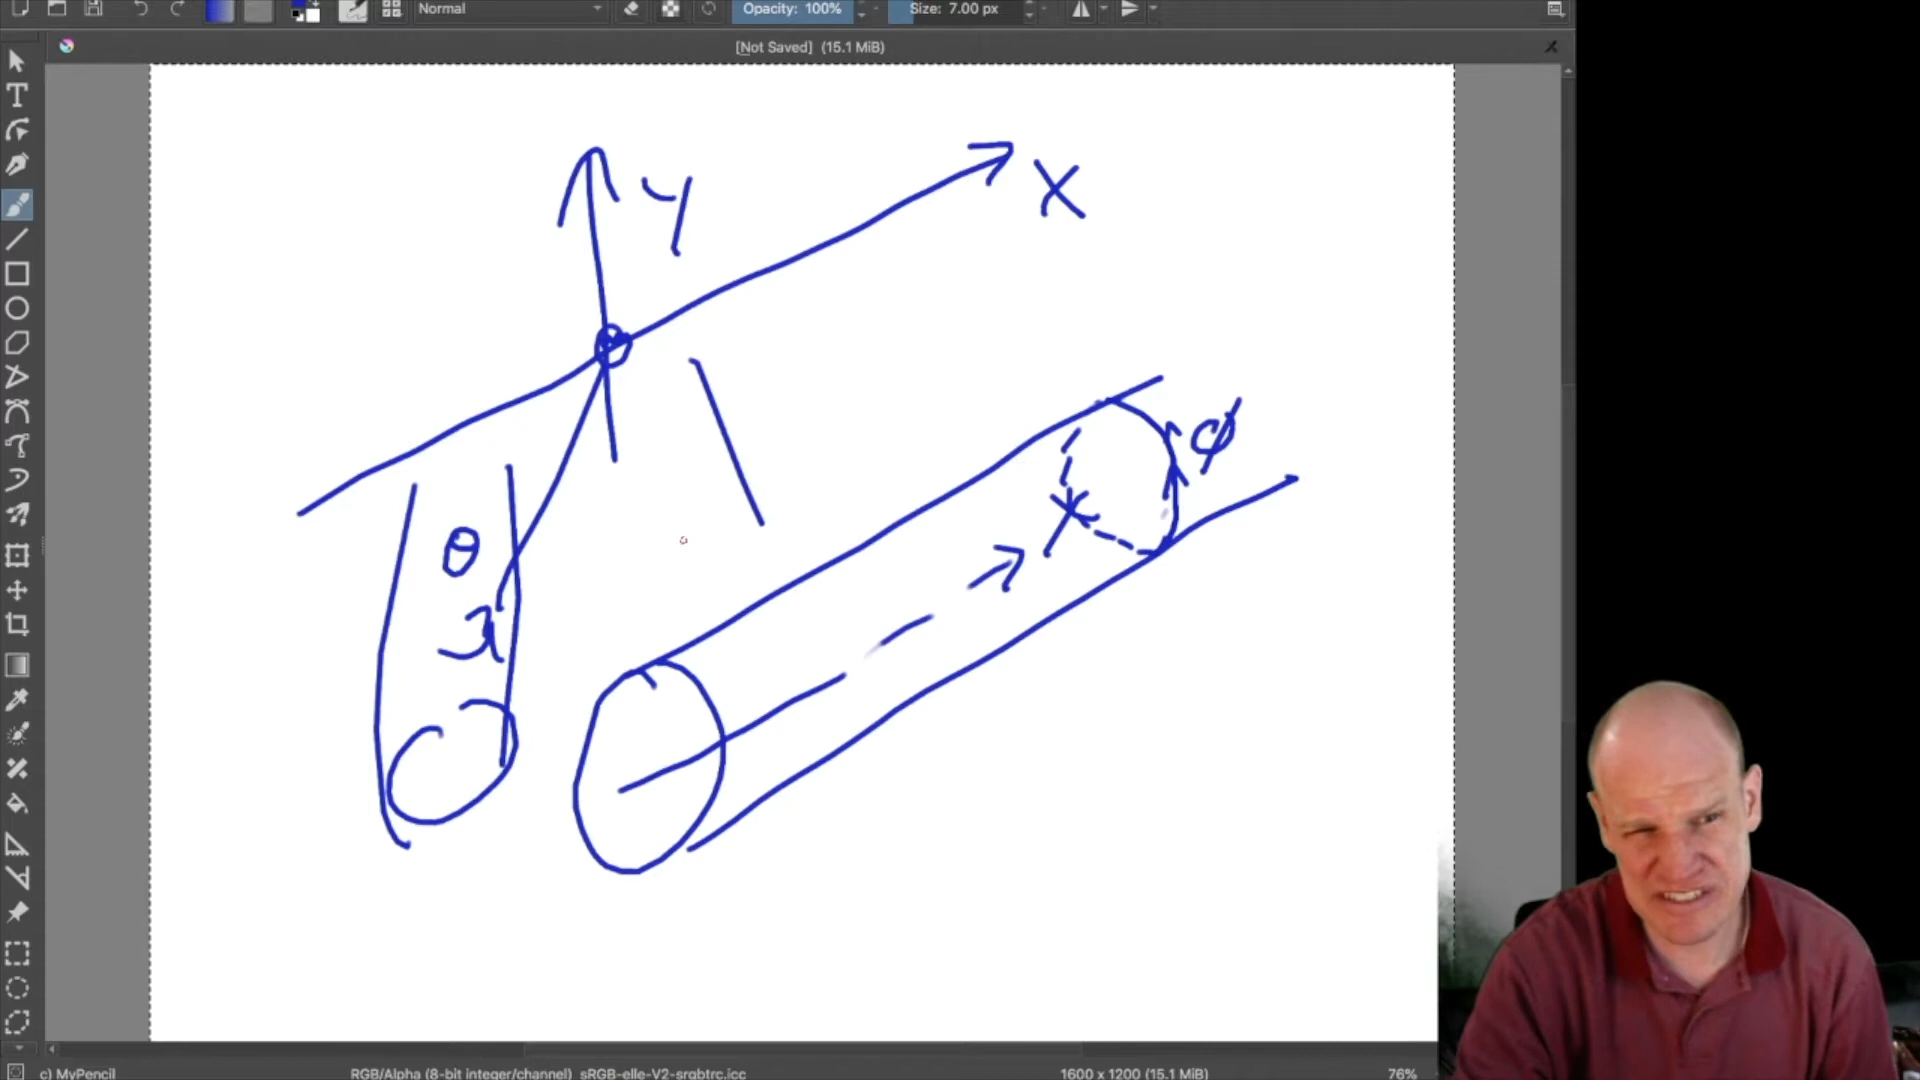 Normal
Opacity: 100%
Size: 7.00 px
[Not Saved] (15.1 MiB)
y
X
θ
ϕ
c) MyPencil
RGB/Alpha (8-bit integer/channel) sRGB-elle-V2-srgbtrc.icc
1600 x 1200 (15.1 MiB)
76%